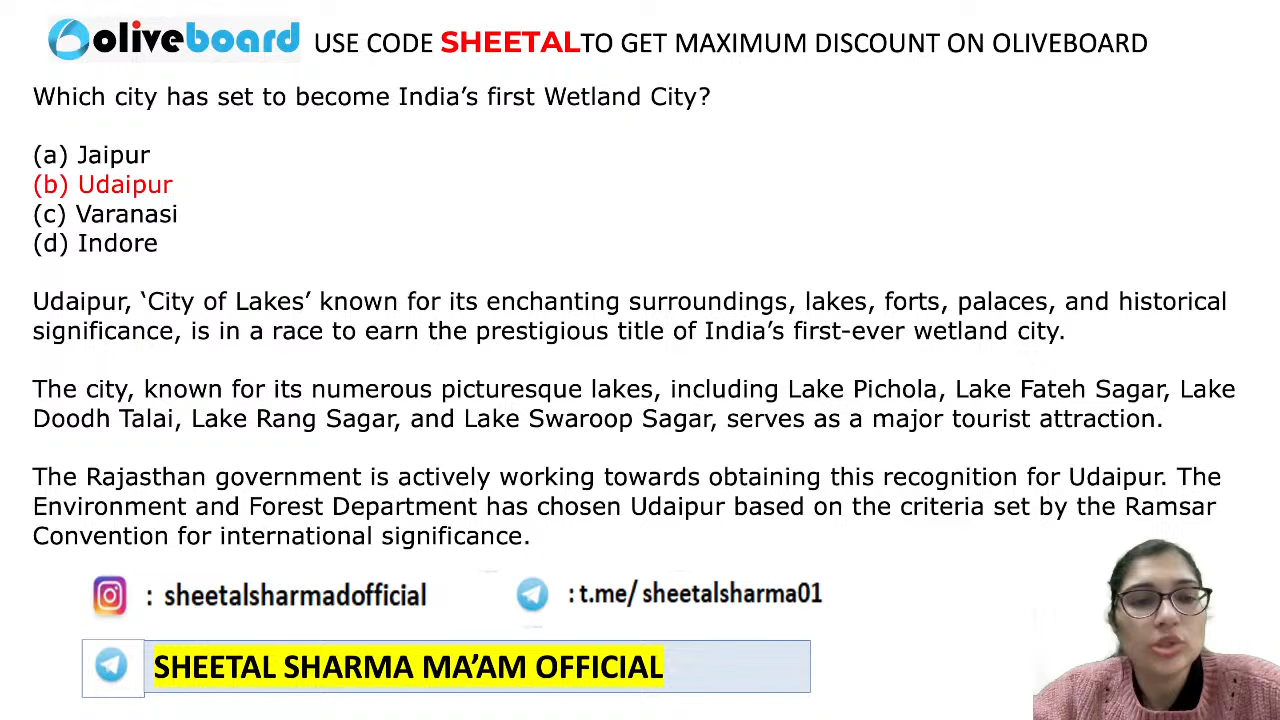 oliveboard USE CODE SHEETAL TO GET MAXIMUM DISCOUNT ON OLIVEBOARD
Which city has set to become India’s first Wetland City?
(a) Jaipur
(b) Udaipur
(c) Varanasi
(d) Indore
Udaipur, ‘City of Lakes’ known for its enchanting surroundings, lakes, forts, palaces, and historical
significance, is in a race to earn the prestigious title of India’s first-ever wetland city.
The city, known for its numerous picturesque lakes, including Lake Pichola, Lake Fateh Sagar, Lake
Doodh Talai, Lake Rang Sagar, and Lake Swaroop Sagar, serves as a major tourist attraction.
The Rajasthan government is actively working towards obtaining this recognition for Udaipur. The
Environment and Forest Department has chosen Udaipur based on the criteria set by the Ramsar
Convention for international significance.
: sheetalsharmadofficial : t.me/ sheetalsharma01
SHEETAL SHARMA MA’AM OFFICIAL